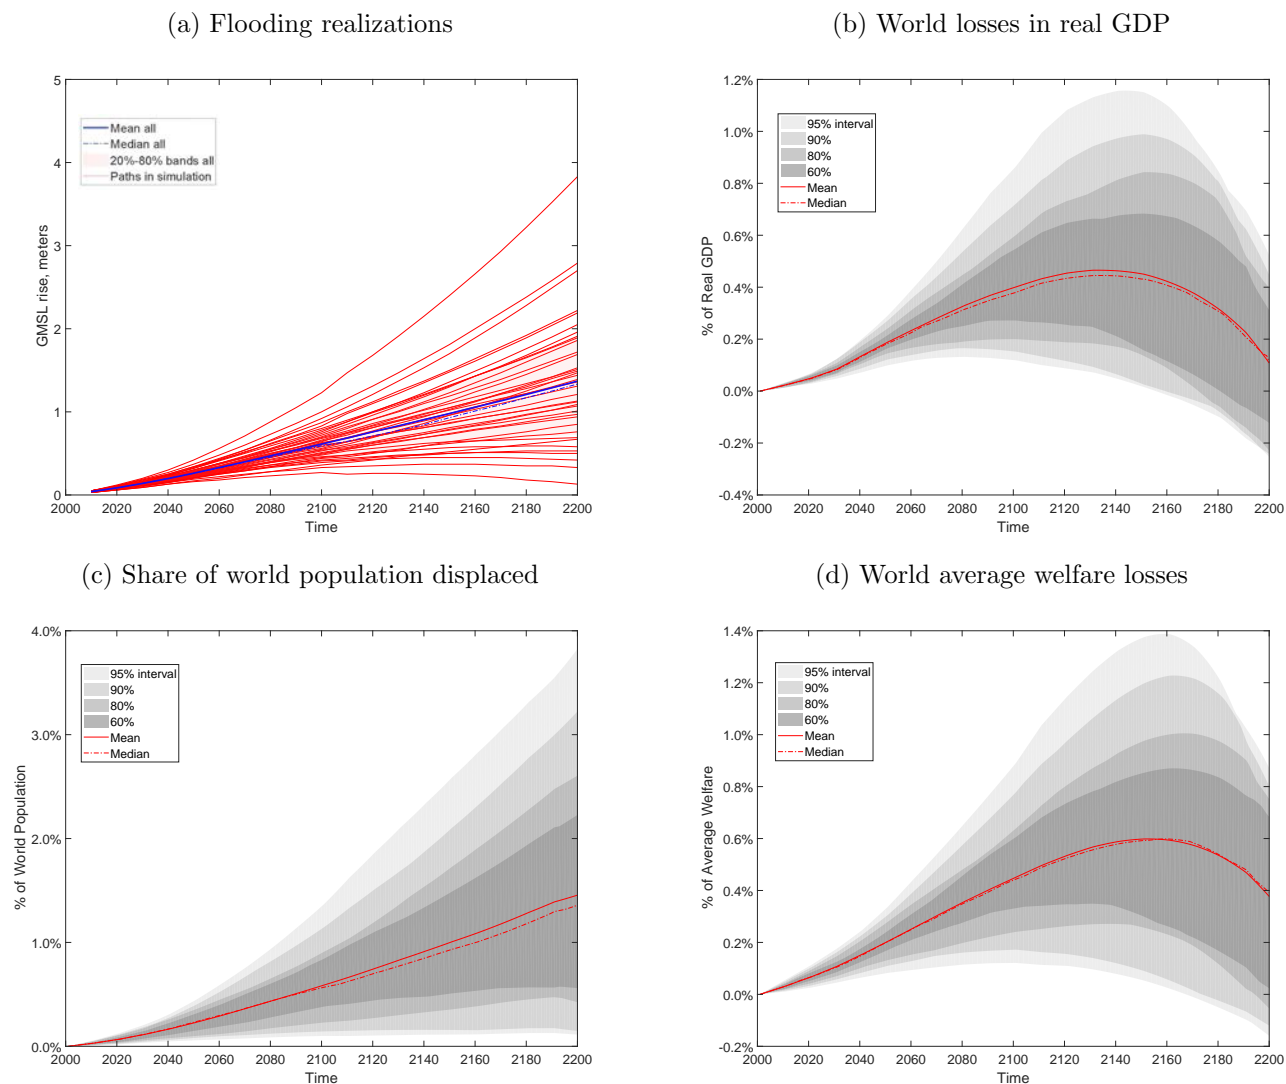 (a) Flooding realizations
5
4
3
2
1
0
GMSL rise, meters
Mean all
Median all
20%-80% bands all
Paths in simulation
2000 2020 2040 2060 2080 2100 2120 2140 2160 2180 2200
Time
(b) World losses in real GDP
1.2%
1.0%
0.8%
0.6%
0.4%
0.2%
0.0%
-0.2%
-0.4%
% of Real GDP
95% interval
90%
80%
60%
Mean
Median
2000 2020 2040 2060 2080 2100 2120 2140 2160 2180 2200
Time
(c) Share of world population displaced
4.0%
3.0%
2.0%
1.0%
0.0%
% of World Population
95% interval
90%
80%
60%
Mean
Median
2000 2020 2040 2060 2080 2100 2120 2140 2160 2180 2200
Time
(d) World average welfare losses
1.4%
1.2%
1.0%
0.8%
0.6%
0.4%
0.2%
0.0%
-0.2%
% of Average Welfare
95% interval
90%
80%
60%
Mean
Median
2000 2020 2040 2060 2080 2100 2120 2140 2160 2180 2200
Time